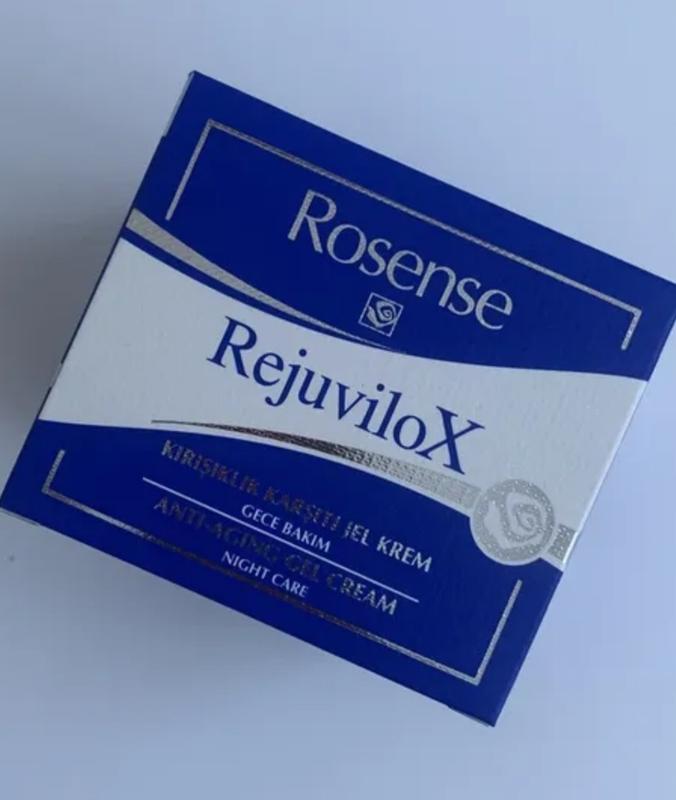 Rosense
RejuviloX
KIRIŞIKLIK KARŞITI JEL KREM
GECE BAKIM
ANTI-AGING GEL CREAM
NIGHT CARE